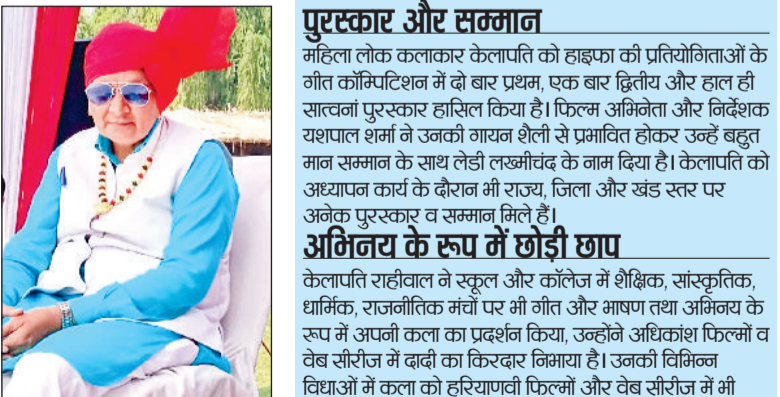 पुरस्कार और सम्मान
महिला लोक कलाकार केलापति को हाइफा की प्रतियोगिताओं के
गीत कॉम्पिटिशन में दो बार प्रथम, एक बार द्वितीय और हाल ही
सात्वनां पुरस्कार हासिल किया है। फिल्म अभिनेता और निर्देशक
यशपाल शर्मा ने उनकी गायन शैली से प्रभावित होकर उन्हें बहुत
मान सम्मान के साथ लेडी लख्मीचंद के नाम दिया है। केलापति को
अध्यापन कार्य के दौरान भी राज्य, जिला और खंड स्तर पर
अनेक पुरस्कार व सम्मान मिले हैं।
अभिनय के रूप में छोड़ी छाप
केलापति राहीवाल ने स्कूल और कॉलेज में शैक्षिक, सांस्कृतिक,
धार्मिक, राजनीतिक मंचों पर भी गीत और भाषण तथा अभिनय के
रूप में अपनी कला का प्रदर्शन किया, उन्होंने अधिकांश फिल्मों व
वेब सीरीज में दादी का किरदार निभाया है। उनकी विभिन्न
विधाओं में कला को हरियाणवी फिल्मों और वेब सीरीज में भी